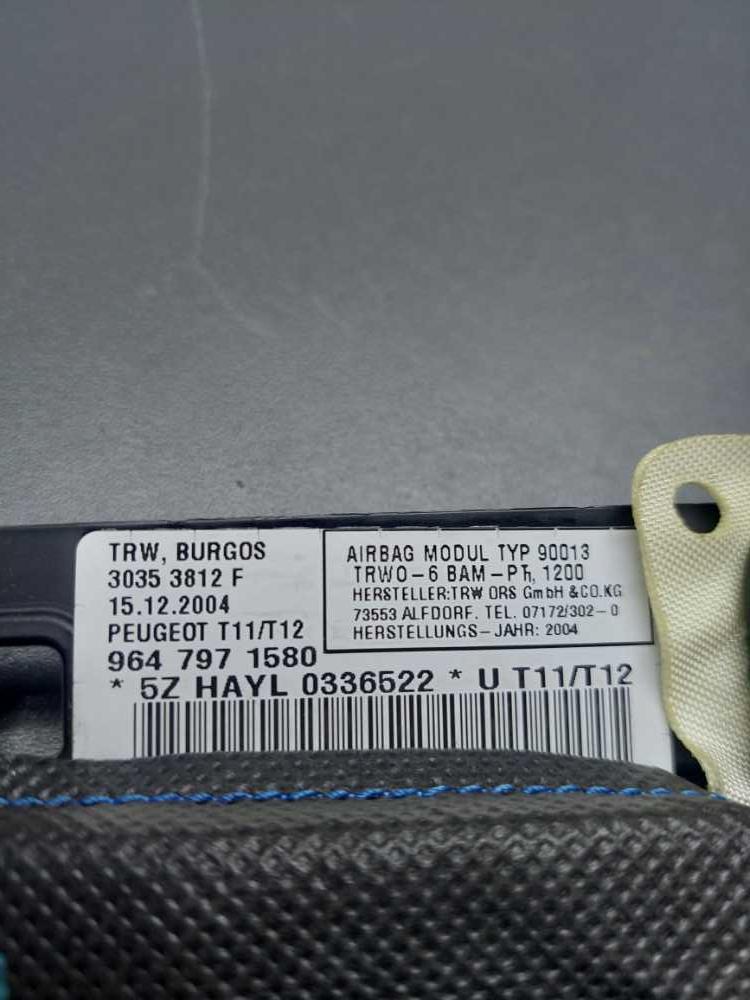 TRW, BURGOS
3035 3812 F
15.12.2004
PEUGEOT T11/T12
964 797 1580
AIRBAG MODUL TYP 90013
TRWO-6 BAM-PŦ, 1200
HERSTELLER:TRW ORS GmbH &CO.KG
73553 ALFDORF. TEL. 07172/302-0
HERSTELLUNGS-JAHR: 2004
* 5Z HAYL 0336522 * U T11/T12